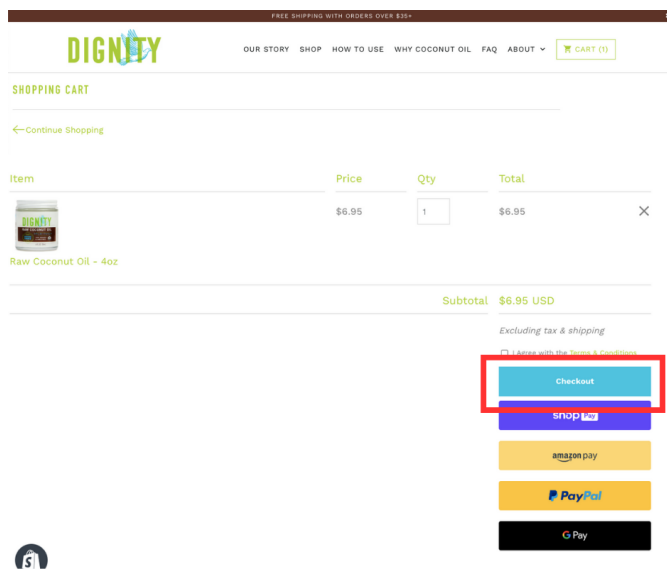 FREE SHIPPING WITH ORDERS OVER $35+
DIGNITY
OUR STORY SHOP HOW TO USE WHY COCONUT OIL FAQ ABOUT CART (1)
SHOPPING CART
Continue Shopping
Item Price Qty Total
DIGNITY
$6.95 1 $6.95
Raw Coconut Oil - 4oz
Subtotal $6.95 USD
Excluding tax & shipping
I Agree with the Terms & Conditions
Checkout
shop Pay
amazon pay
PayPal
G Pay